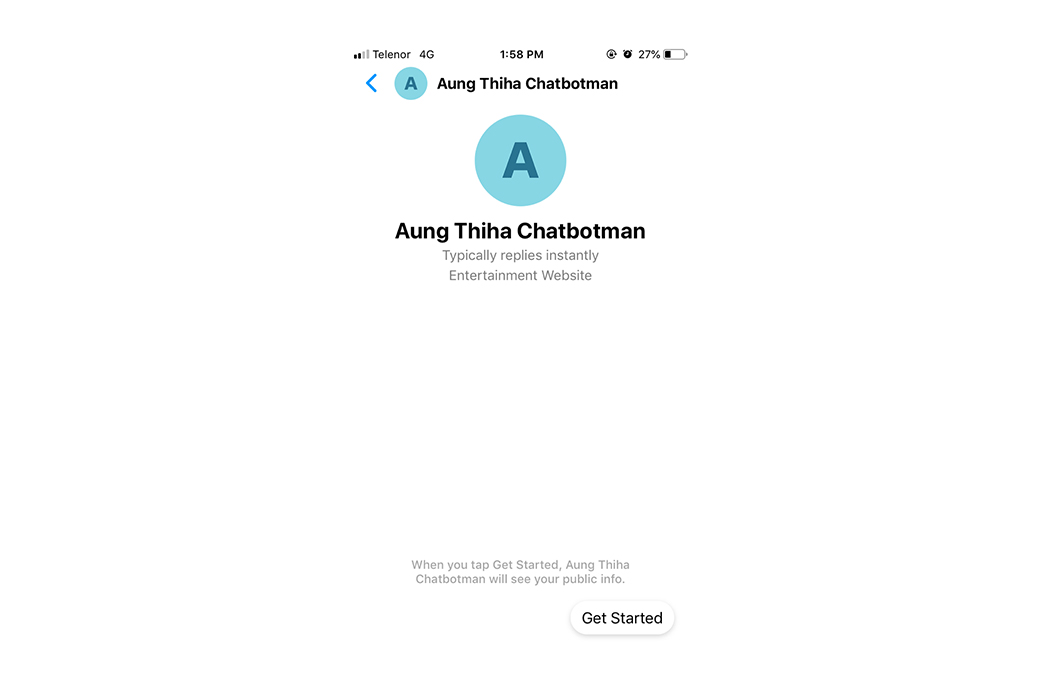 Telenor 4G 1:58 PM 27%
A Aung Thiha Chatbotman
A
Aung Thiha Chatbotman
Typically replies instantly
Entertainment Website
When you tap Get Started, Aung Thiha
Chatbotman will see your public info.
Get Started